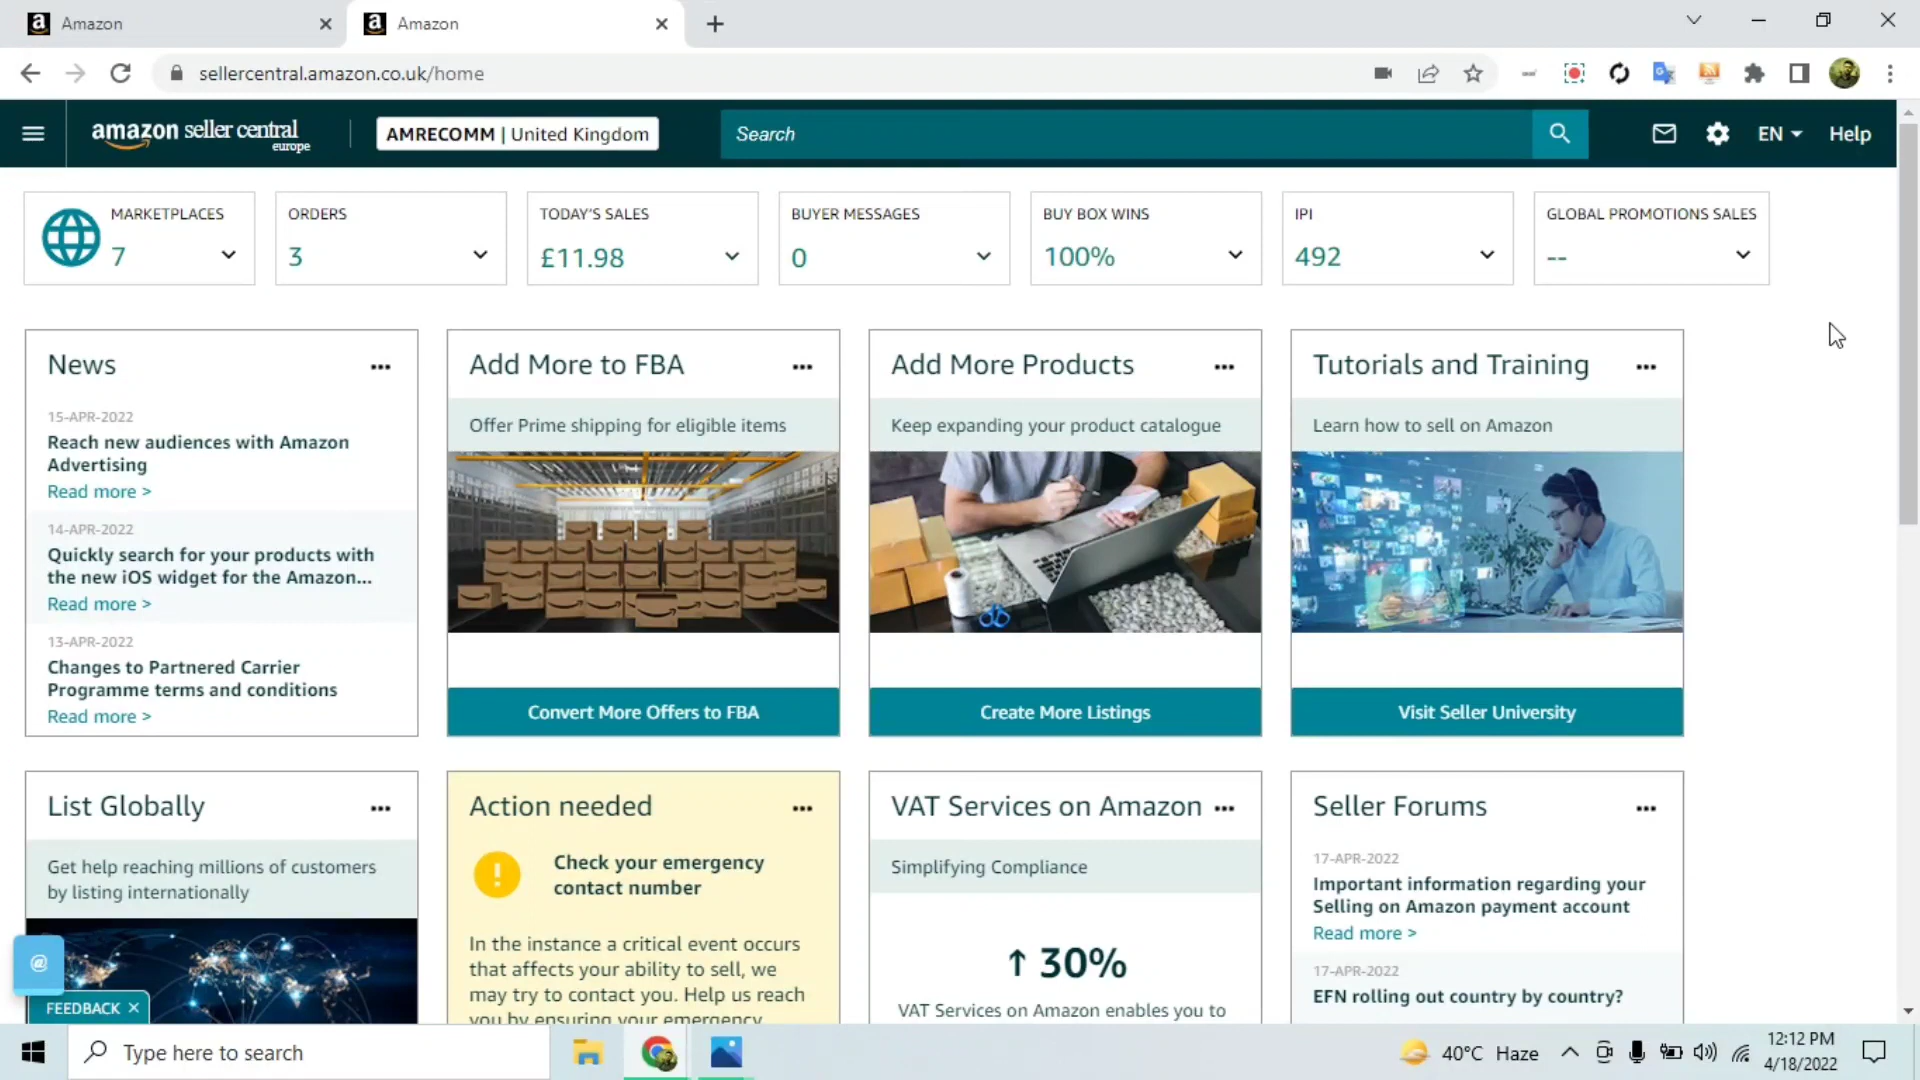 Amazon
Amazon
sellercentral.amazon.co.uk/home
amazon seller central
europe
AMRECOMM | United Kingdom
Search
EN
Help
MARKETPLACES
7
ORDERS
3
TODAY'S SALES
£11.98
BUYER MESSAGES
0
BUY BOX WINS
100%
IPI
492
GLOBAL PROMOTIONS SALES
--
News
15-APR-2022
Reach new audiences with Amazon
Advertising
Read more >
14-APR-2022
Quickly search for your products with
the new iOS widget for the Amazon...
Read more >
13-APR-2022
Changes to Partnered Carrier
Programme terms and conditions
Read more >
Add More to FBA
Offer Prime shipping for eligible items
Convert More Offers to FBA
Add More Products
Keep expanding your product catalogue
Create More Listings
Tutorials and Training
Learn how to sell on Amazon
Visit Seller University
List Globally
Get help reaching millions of customers
by listing internationally
@
FEEDBACK
Action needed
Check your emergency
contact number
In the instance a critical event occurs
that affects your ability to sell, we
may try to contact you. Help us reach
you by ensuring your emergency
VAT Services on Amazon
Simplifying Compliance
↑ 30%
VAT Services on Amazon enables you to
Seller Forums
17-APR-2022
Important information regarding your
Selling on Amazon payment account
Read more >
17-APR-2022
EFN rolling out country by country?
Type here to search
40°C Haze
12:12 PM
4/18/2022